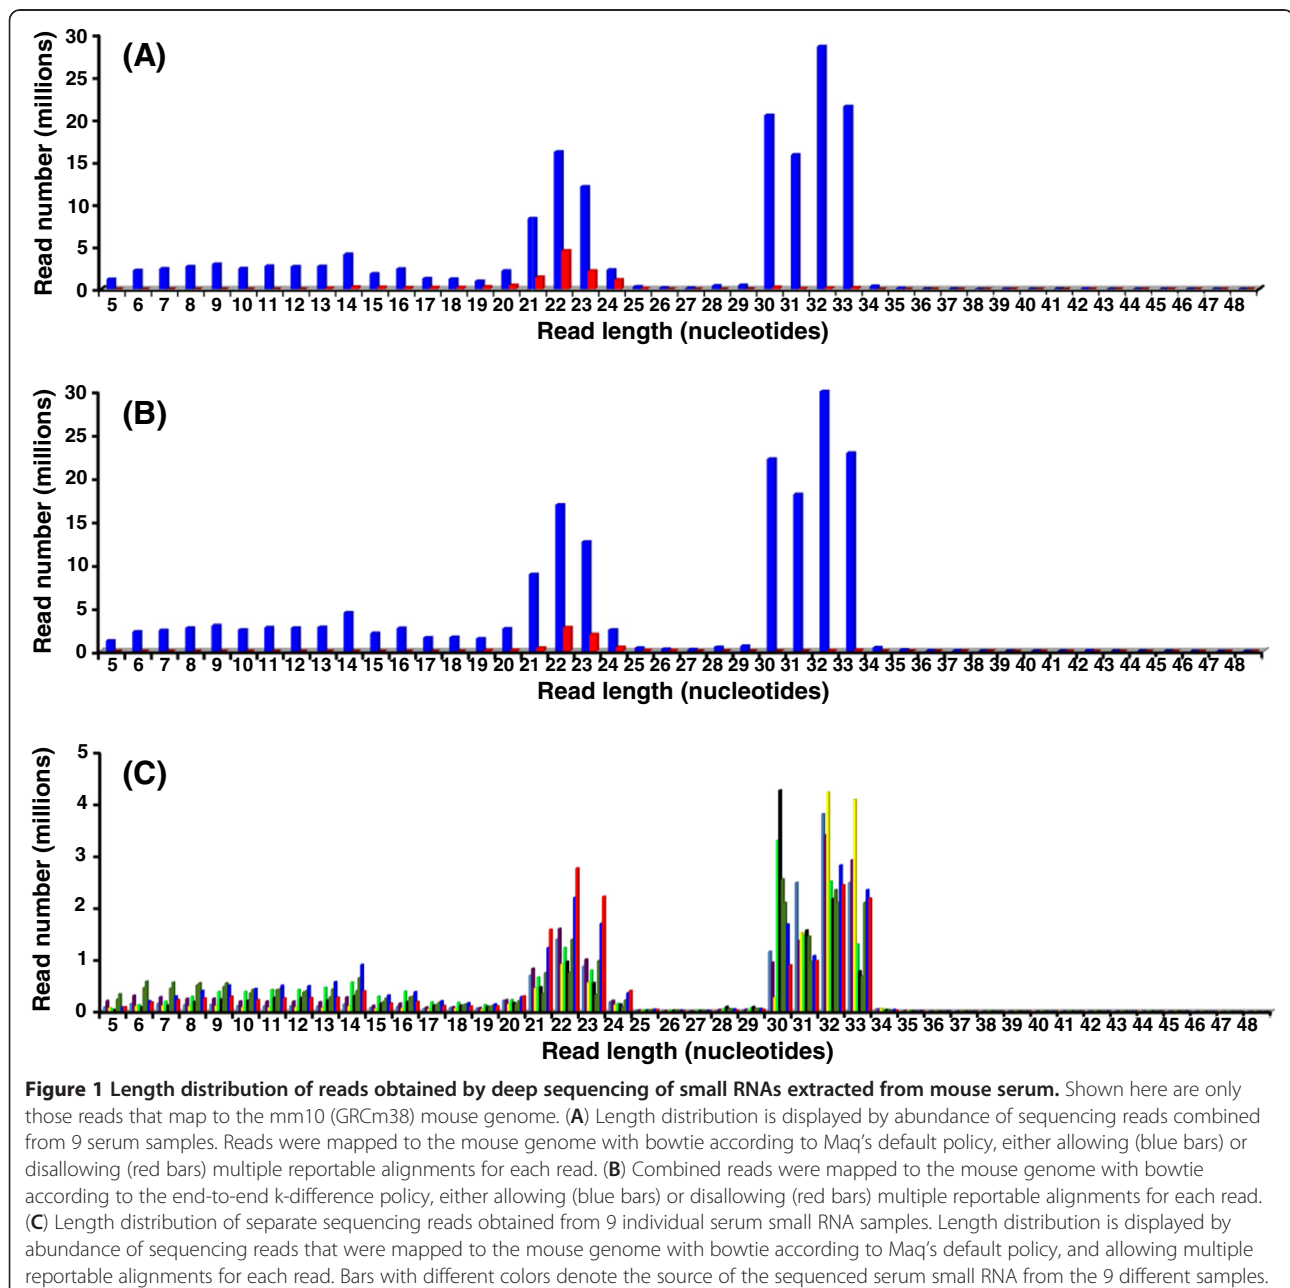 (A)
Read number (millions)
30
25
20
15
10
5
0
5 6 7 8 9 10 11 12 13 14 15 16 17 18 19 20 21 22 23 24 25 26 27 28 29 30 31 32 33 34 35 36 37 38 39 40 41 42 43 44 45 46 47 48
Read length (nucleotides)
(B)
Read number (millions)
30
25
20
15
10
5
0
5 6 7 8 9 10 11 12 13 14 15 16 17 18 19 20 21 22 23 24 25 26 27 28 29 30 31 32 33 34 35 36 37 38 39 40 41 42 43 44 45 46 47 48
Read length (nucleotides)
(C)
Read number (millions)
5
4
3
2
1
0
5 6 7 8 9 10 11 12 13 14 15 16 17 18 19 20 21 22 23 24 25 26 27 28 29 30 31 32 33 34 35 36 37 38 39 40 41 42 43 44 45 46 47 48
Read length (nucleotides)
Figure 1 Length distribution of reads obtained by deep sequencing of small RNAs extracted from mouse serum. Shown here are only
those reads that map to the mm10 (GRCm38) mouse genome. (A) Length distribution is displayed by abundance of sequencing reads combined
from 9 serum samples. Reads were mapped to the mouse genome with bowtie according to Maq's default policy, either allowing (blue bars) or
disallowing (red bars) multiple reportable alignments for each read. (B) Combined reads were mapped to the mouse genome with bowtie
according to the end-to-end k-difference policy, either allowing (blue bars) or disallowing (red bars) multiple reportable alignments for each read.
(C) Length distribution of separate sequencing reads obtained from 9 individual serum small RNA samples. Length distribution is displayed by
abundance of sequencing reads that were mapped to the mouse genome with bowtie according to Maq's default policy, and allowing multiple
reportable alignments for each read. Bars with different colors denote the source of the sequenced serum small RNA from the 9 different samples.